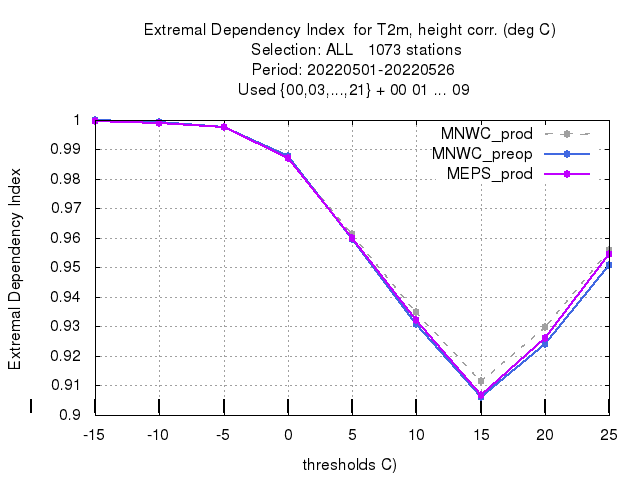 Extremal Dependency Index  for T2m, height corr. (deg C)
Selection: ALL   1073 stations
Period: 20220501-20220526
Used {00,03,...,21} + 00 01 ... 09
MNWC_prod
MNWC_preop
MEPS_prod
Extremal Dependency Index
1
0.99
0.98
0.97
0.96
0.95
0.94
0.93
0.92
0.91
0.9
-15 -10 -5 0 5 10 15 20 25
thresholds C)